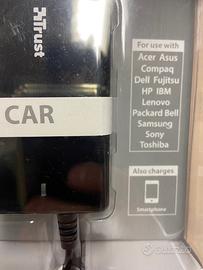 Trust
CAR
For use with
Acer Asus
Compaq
Dell Fujitsu
HP IBM
Lenovo
Packard Bell
Samsung
Sony
Toshiba
Also charges
Smartphone
subito